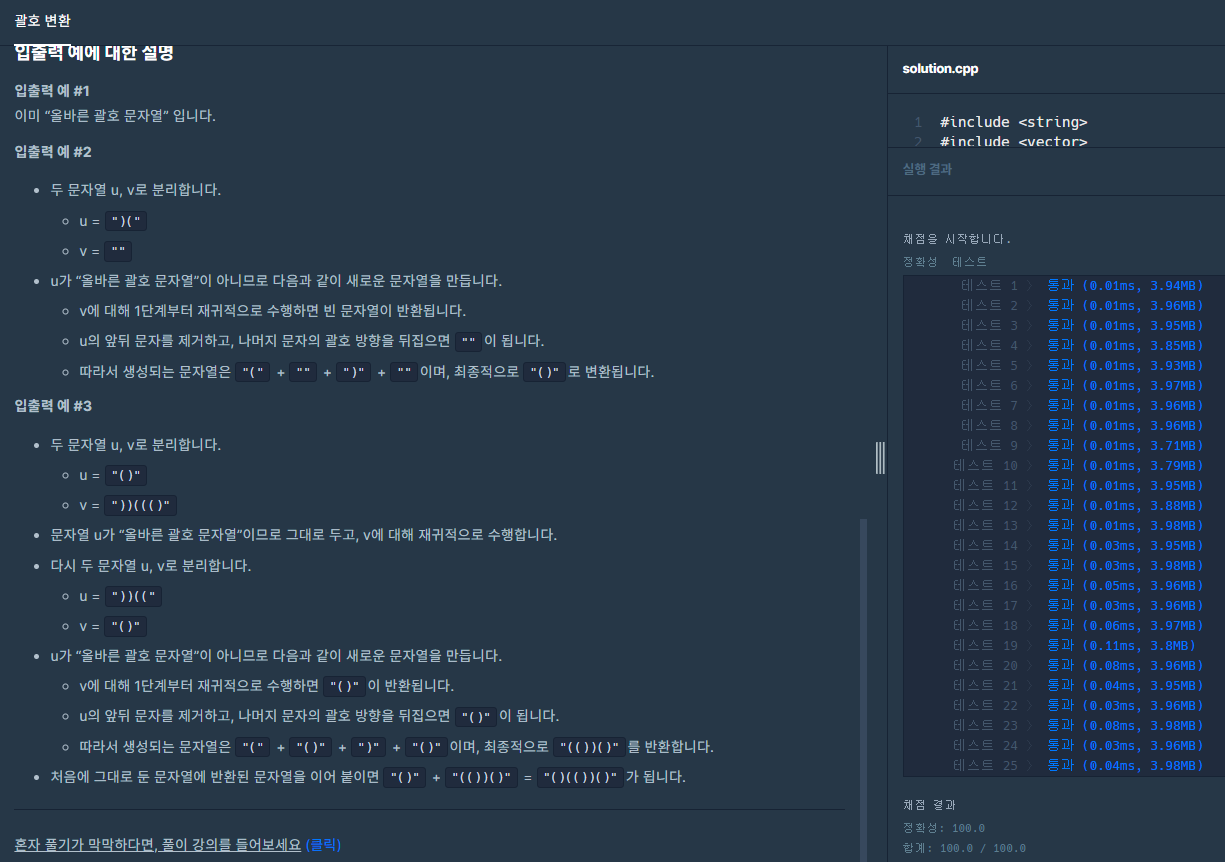 괄호 변환
입출력 예에 대한 설명
입출력 예 #1
이미 “올바른 괄호 문자열” 입니다.
입출력 예 #2
• 두 문자열 u, v로 분리합니다.
◦ u = ")("
◦ v = ""
• u가 “올바른 괄호 문자열”이 아니므로 다음과 같이 새로운 문자열을 만듭니다.
◦ v에 대해 1단계부터 재귀적으로 수행하면 빈 문자열이 반환됩니다.
◦ u의 앞뒤 문자를 제거하고, 나머지 문자의 괄호 방향을 뒤집으면 "" 이 됩니다.
◦ 따라서 생성되는 문자열은 "(" + "" + ")" + "" 이며, 최종적으로 "()" 로 변환됩니다.
입출력 예 #3
• 두 문자열 u, v로 분리합니다.
◦ u = "()"
◦ v = "))((()"
• 문자열 u가 “올바른 괄호 문자열”이므로 그대로 두고, v에 대해 재귀적으로 수행합니다.
• 다시 두 문자열 u, v로 분리합니다.
◦ u = "))(("
◦ v = "()"
• u가 “올바른 괄호 문자열”이 아니므로 다음과 같이 새로운 문자열을 만듭니다.
◦ v에 대해 1단계부터 재귀적으로 수행하면 "()" 이 반환됩니다.
◦ u의 앞뒤 문자를 제거하고, 나머지 문자의 괄호 방향을 뒤집으면 "()" 이 됩니다.
◦ 따라서 생성되는 문자열은 "(" + "()" + ")" + "()" 이며, 최종적으로 "(())()" 를 반환합니다.
• 처음에 그대로 둔 문자열에 반환된 문자열을 이어 붙이면 "()" + "(())()" = "()(())()" 가 됩니다.
혼자 풀기가 막막하다면, 풀이 강의를 들어보세요 (클릭)
solution.cpp
1 #include <string>
2 #include <vector>
실행 결과
채점을 시작합니다.
정확성 테스트
테스트 1 〉 통과 (0.01ms, 3.94MB)
테스트 2 〉 통과 (0.01ms, 3.96MB)
테스트 3 〉 통과 (0.01ms, 3.95MB)
테스트 4 〉 통과 (0.01ms, 3.85MB)
테스트 5 〉 통과 (0.01ms, 3.93MB)
테스트 6 〉 통과 (0.01ms, 3.97MB)
테스트 7 〉 통과 (0.01ms, 3.96MB)
테스트 8 〉 통과 (0.01ms, 3.96MB)
테스트 9 〉 통과 (0.01ms, 3.71MB)
테스트 10 〉 통과 (0.01ms, 3.79MB)
테스트 11 〉 통과 (0.01ms, 3.95MB)
테스트 12 〉 통과 (0.01ms, 3.88MB)
테스트 13 〉 통과 (0.01ms, 3.98MB)
테스트 14 〉 통과 (0.03ms, 3.95MB)
테스트 15 〉 통과 (0.03ms, 3.98MB)
테스트 16 〉 통과 (0.05ms, 3.96MB)
테스트 17 〉 통과 (0.03ms, 3.96MB)
테스트 18 〉 통과 (0.06ms, 3.97MB)
테스트 19 〉 통과 (0.11ms, 3.8MB)
테스트 20 〉 통과 (0.08ms, 3.96MB)
테스트 21 〉 통과 (0.04ms, 3.95MB)
테스트 22 〉 통과 (0.03ms, 3.96MB)
테스트 23 〉 통과 (0.08ms, 3.98MB)
테스트 24 〉 통과 (0.03ms, 3.96MB)
테스트 25 〉 통과 (0.04ms, 3.98MB)
채점 결과
정확성: 100.0
합계: 100.0 / 100.0